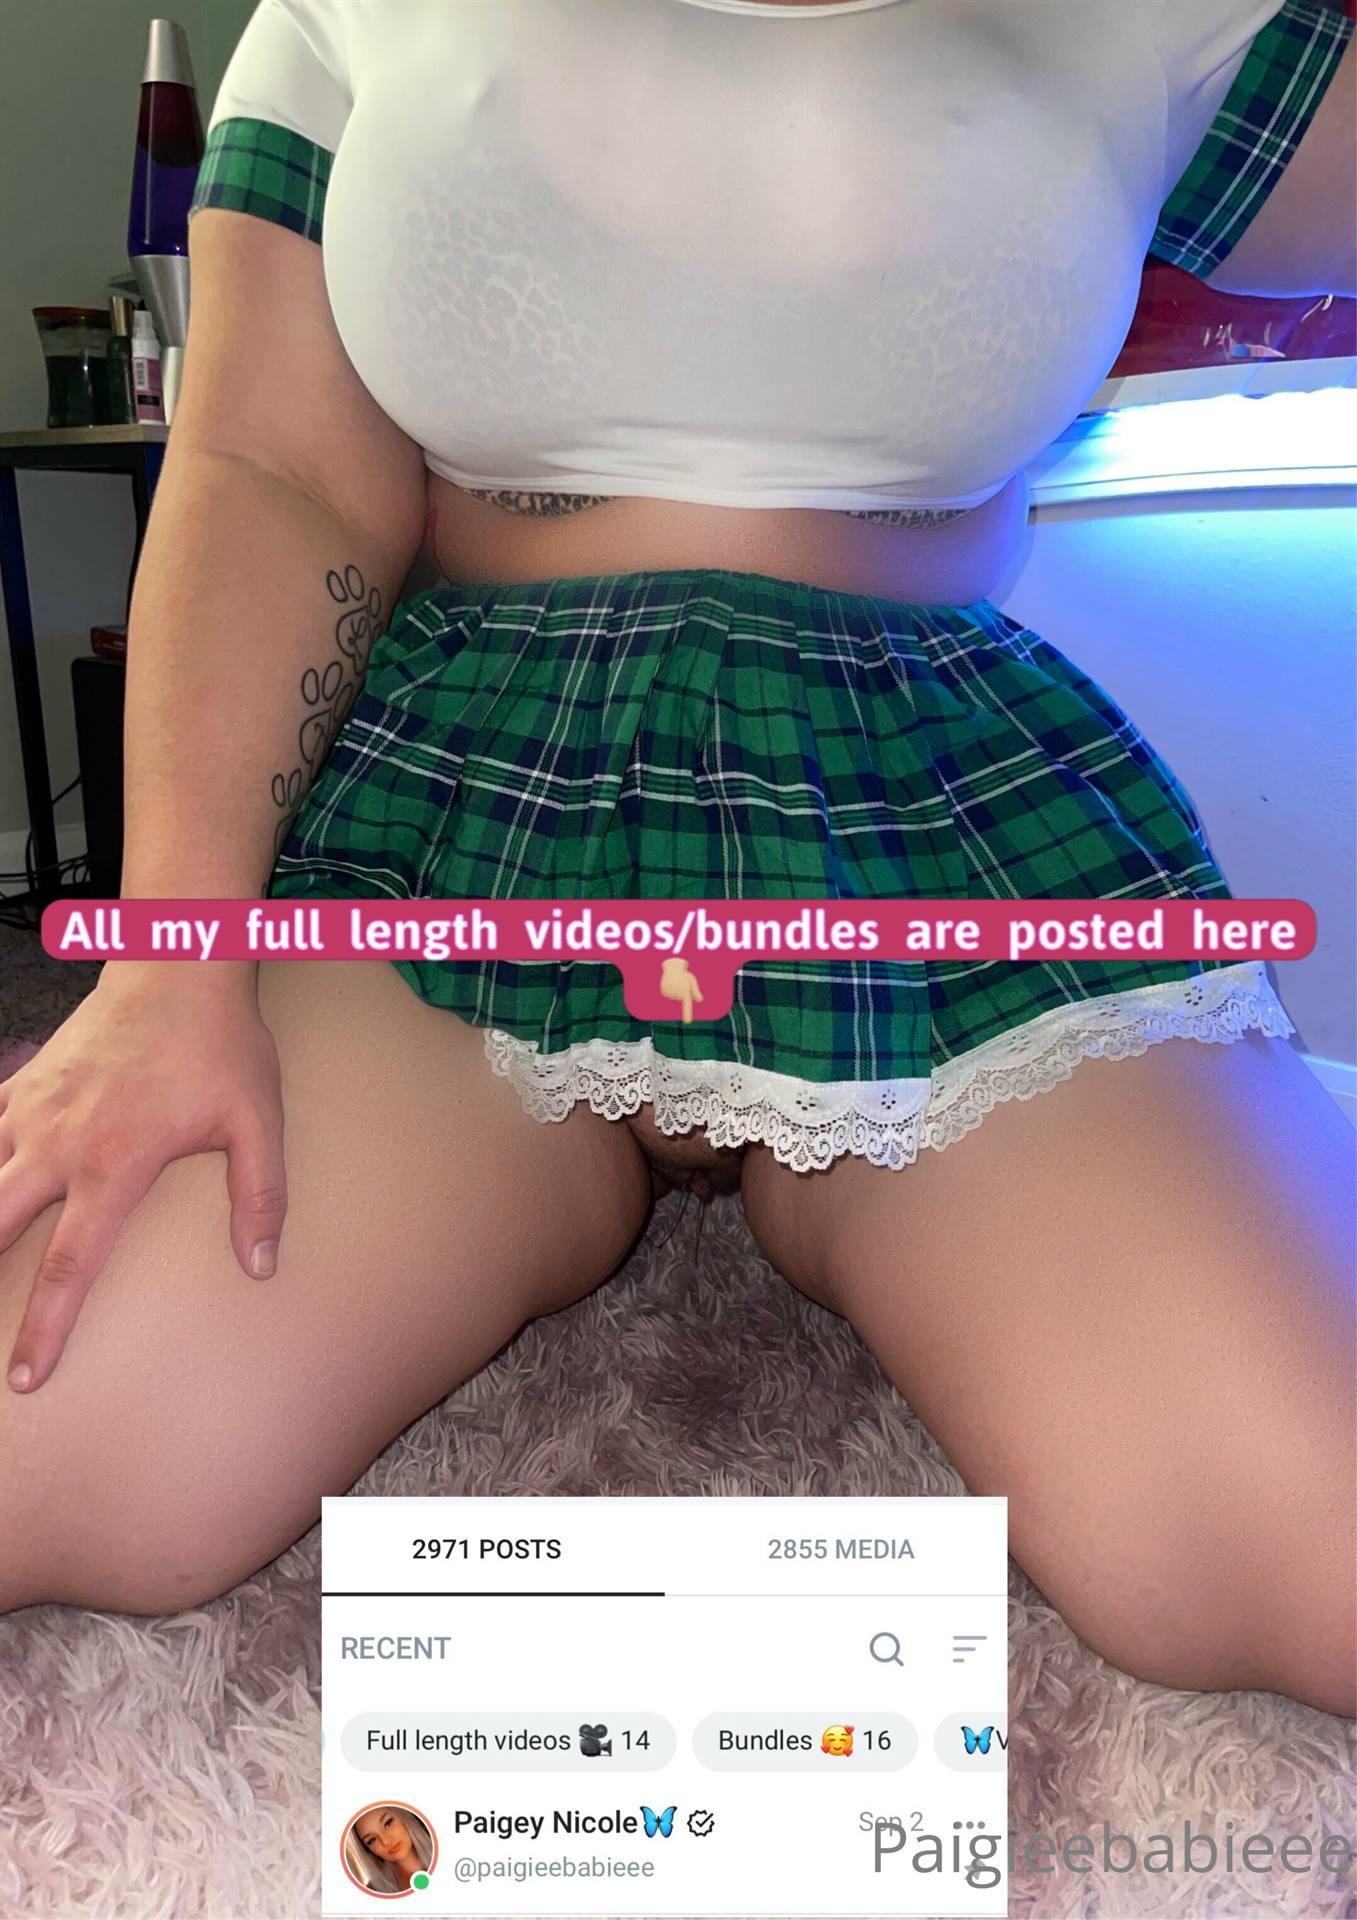 All my full length videos/bundles are posted here
👇🏼
2971 POSTS 2855 MEDIA
RECENT
Full length videos 🎥 14 Bundles 🥰 16 🦋V
Paigey Nicole🦋 Sep 2
@paigieebabieee
Paigieebabieee